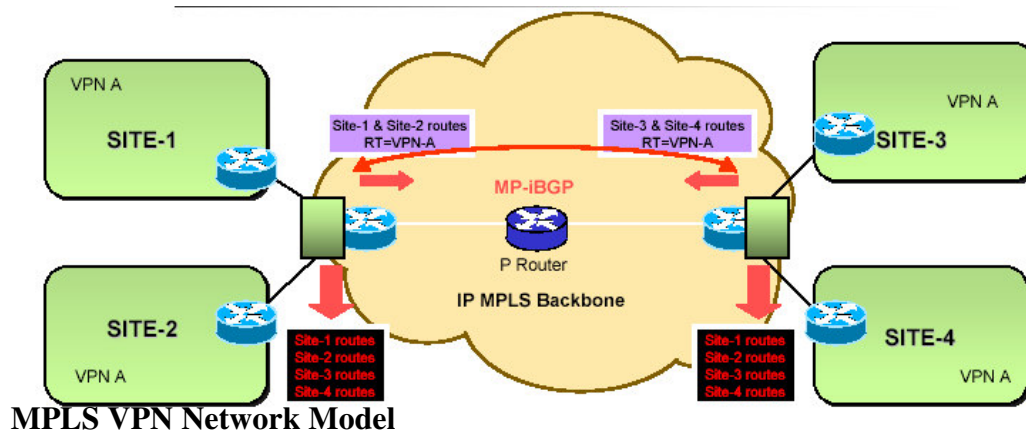 VPN A
SITE-1
VPN A
SITE-3
Site-1 & Site-2 routes
RT=VPN-A
Site-3 & Site-4 routes
RT=VPN-A
MP-iBGP
P Router
IP MPLS Backbone
SITE-2
VPN A
SITE-4
VPN A
Site-1 routes
Site-2 routes
Site-3 routes
Site-4 routes
Site-1 routes
Site-2 routes
Site-3 routes
Site-4 routes
MPLS VPN Network Model